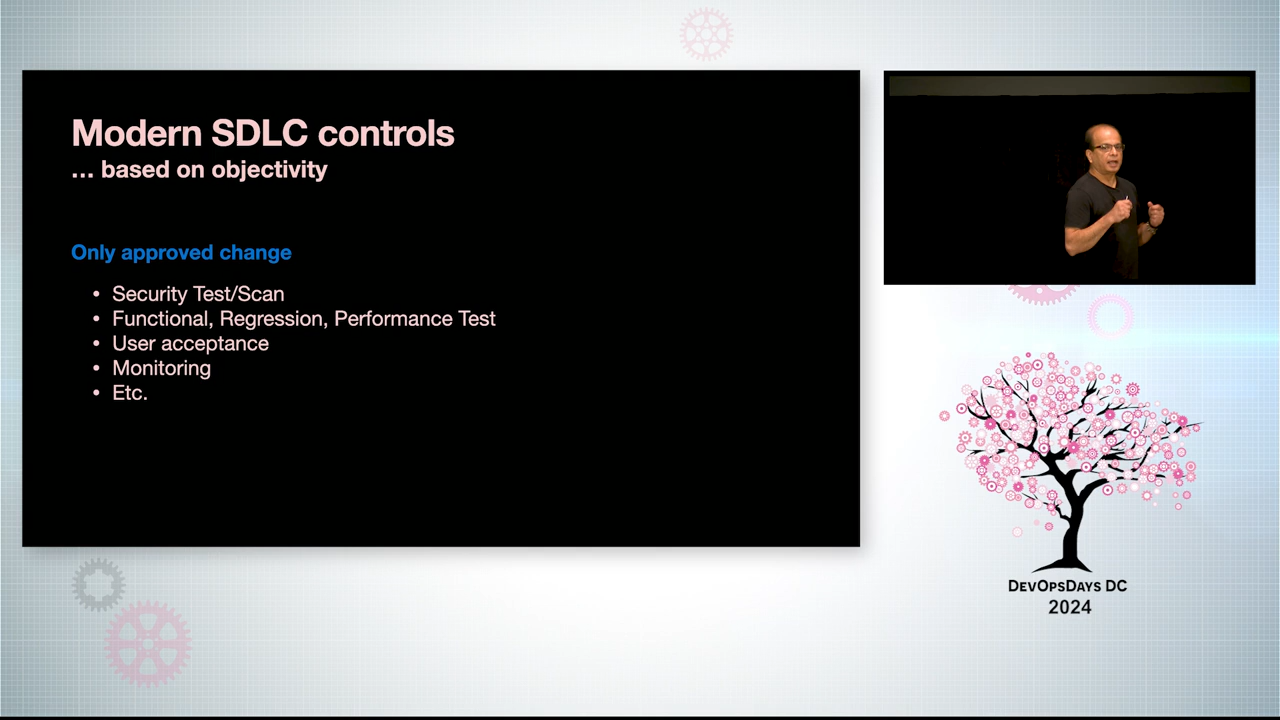 Modern SDLC controls
… based on objectivity
Only approved change
• Security Test/Scan
• Functional, Regression, Performance Test
• User acceptance
• Monitoring
• Etc.
DevOpsDays DC
2024